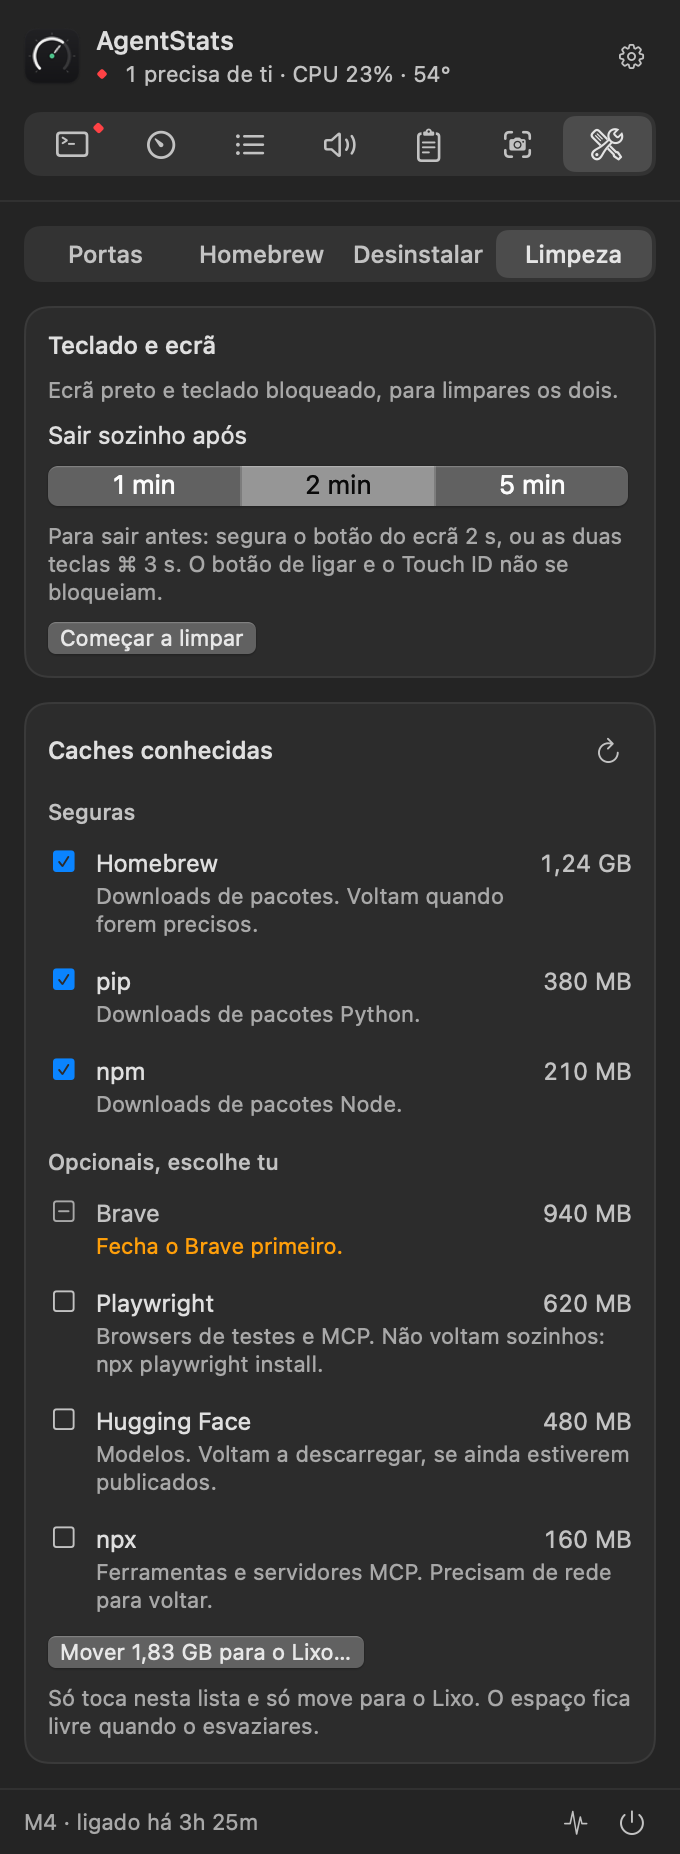 AgentStats
1 precisa de ti · CPU 23% · 54°
Portas
Homebrew
Desinstalar
Limpeza
Teclado e ecrã
Ecrã preto e teclado bloqueado, para limpares os dois.
Sair sozinho após
1 min
2 min
5 min
Para sair antes: segura o botão do ecrã 2 s, ou as duas
teclas ⌘ 3 s. O botão de ligar e o Touch ID não se
bloqueiam.
Começar a limpar
Caches conhecidas
Seguras
Homebrew 1,24 GB
Downloads de pacotes. Voltam quando
forem precisos.
pip 380 MB
Downloads de pacotes Python.
npm 210 MB
Downloads de pacotes Node.
Opcionais, escolhe tu
Brave 940 MB
Fecha o Brave primeiro.
Playwright 620 MB
Browsers de testes e MCP. Não voltam sozinhos:
npx playwright install.
Hugging Face 480 MB
Modelos. Voltam a descarregar, se ainda estiverem
publicados.
npx 160 MB
Ferramentas e servidores MCP. Precisam de rede
para voltar.
Mover 1,83 GB para o Lixo...
Só toca nesta lista e só move para o Lixo. O espaço fica
livre quando o esvaziares.
M4 · ligado há 3h 25m